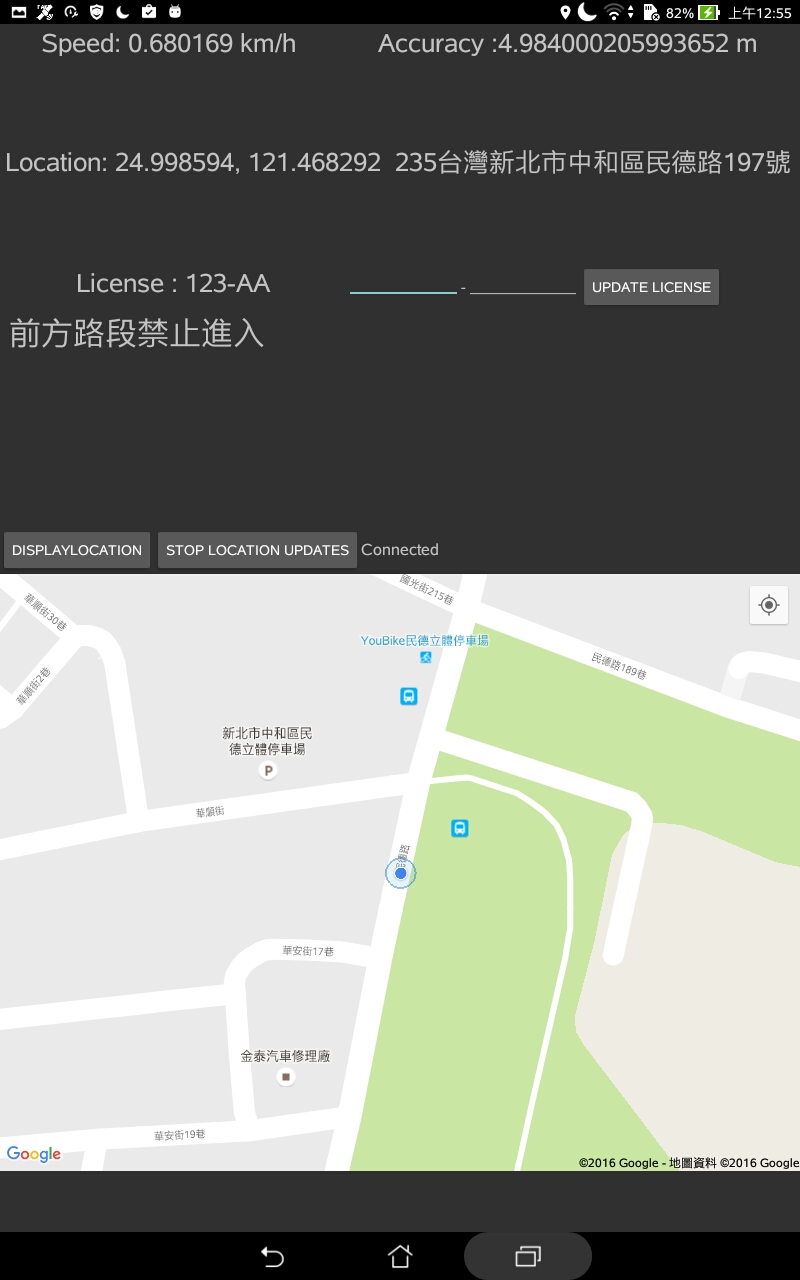 82% 上午12:55
Speed: 0.680169 km/h Accuracy :4.984000205993652 m
Location: 24.998594, 121.468292 235台灣新北市中和區民德路197號
License : 123-AA - UPDATE LICENSE
前方路段禁止進入
DISPLAYLOCATION STOP LOCATION UPDATES Connected
國光街215巷
華順街30巷
YouBike民德立體停車場
民德路189巷
華順街2巷
新北市中和區民
德立體停車場
P
華順街
華安街17巷
金泰汽車修理廠
華安街19巷
Google
©2016 Google - 地圖資料 ©2016 Google